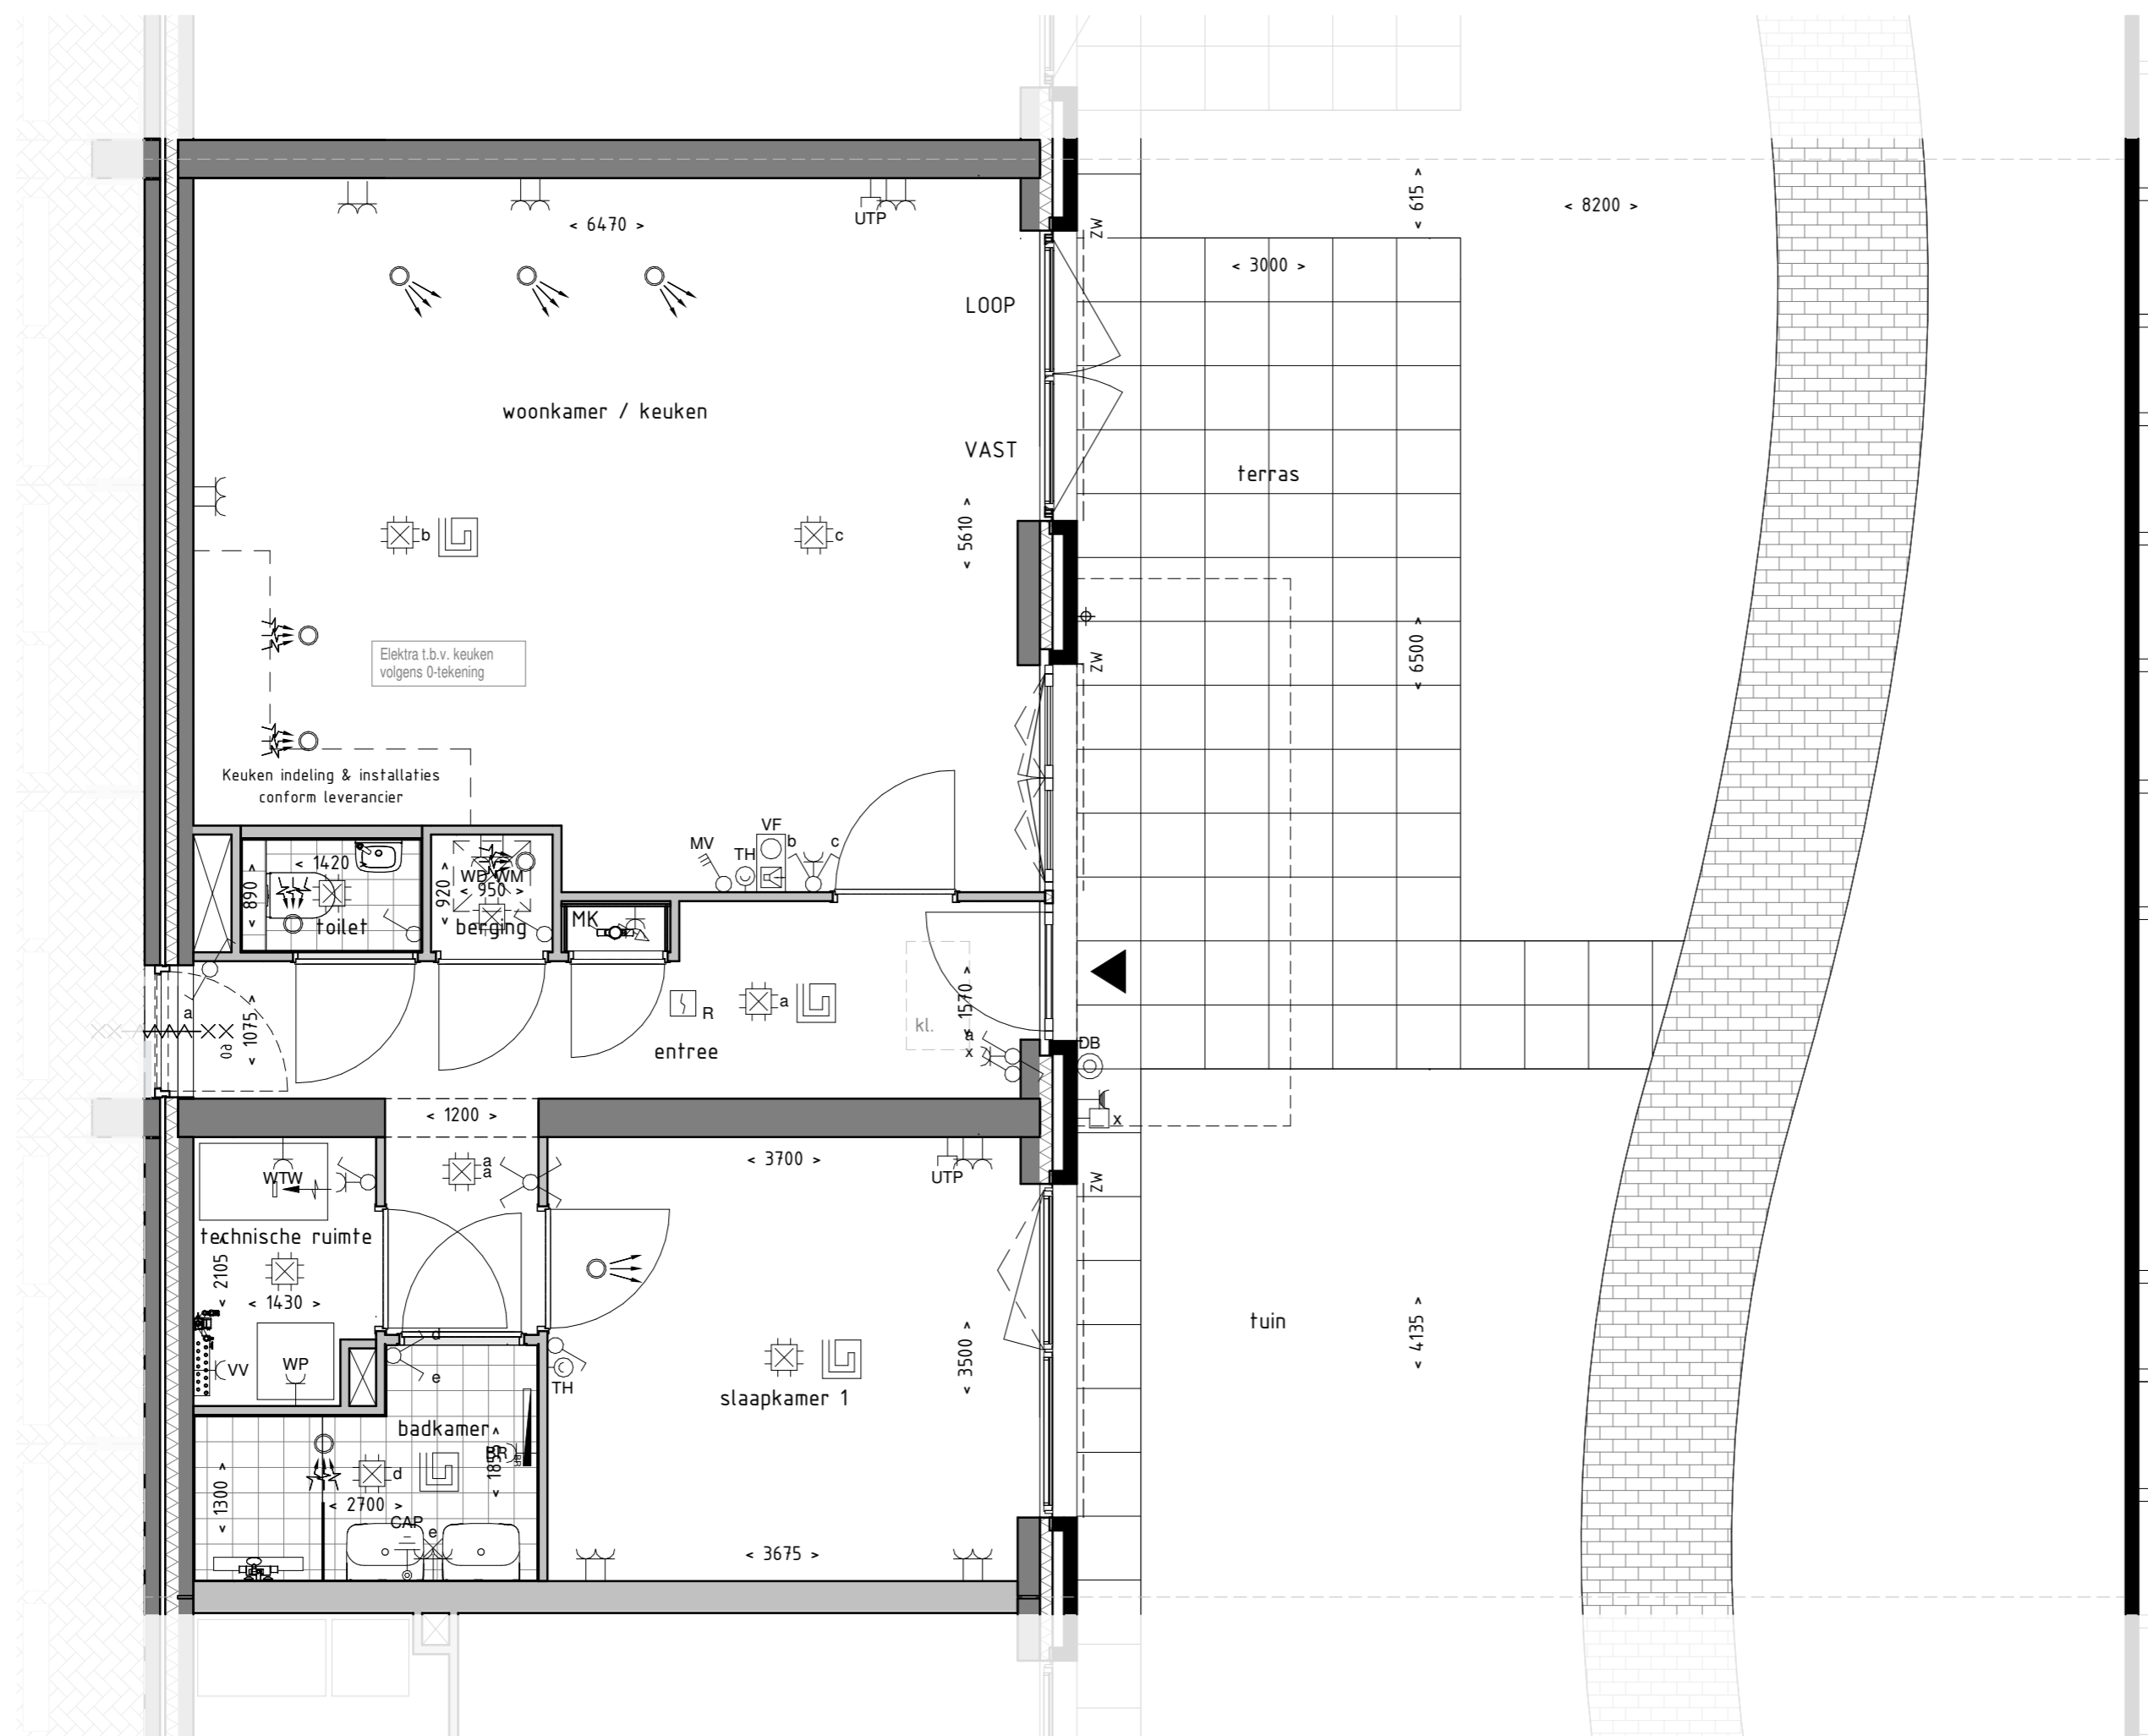 < 615 >
< 8200 >
UTP
< 6470 >
ZW
< 3000 >
LOOP
woonkamer / keuken
VAST
terras
< 5610 >
b
c
Elektra t.b.v. keuken
volgens 0-tekening
ZW
< 6500 >
Keuken indeling & installaties
conform leverancier
VF
MV
TH
b
c
< 1420 >
< 890 >
toilet
WD WM
< 950 >
< 920 >
berging
MK
a
< 1075 >
R
a
entree
kl.
< 1570 >
a
x
DB
x
< 1200 >
< 3700 >
UTP
ZW
a
a
WTW
technische ruimte
< 2105 >
< 1430 >
VV
WP
d
e
TH
slaapkamer 1
< 3500 >
tuin
< 4135 >
badkamer
BR
< 1855 >
d
< 1300 >
< 2700 >
CAP
e
< 3675 >